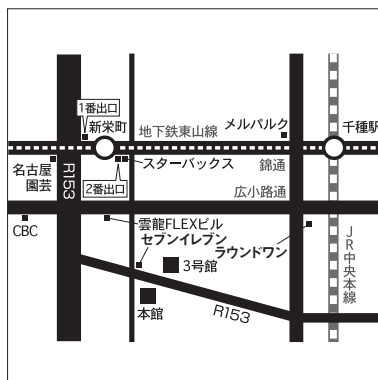 1番出口
新栄町
地下鉄東山線
メルパルク
千種駅
名古屋
園芸
R153
2番出口
スターバックス
錦通
広小路通
CBC
雲龍FLEXビル
セブンイレブン
ラウンドワン
3号館
本館
R153
JR中央本線